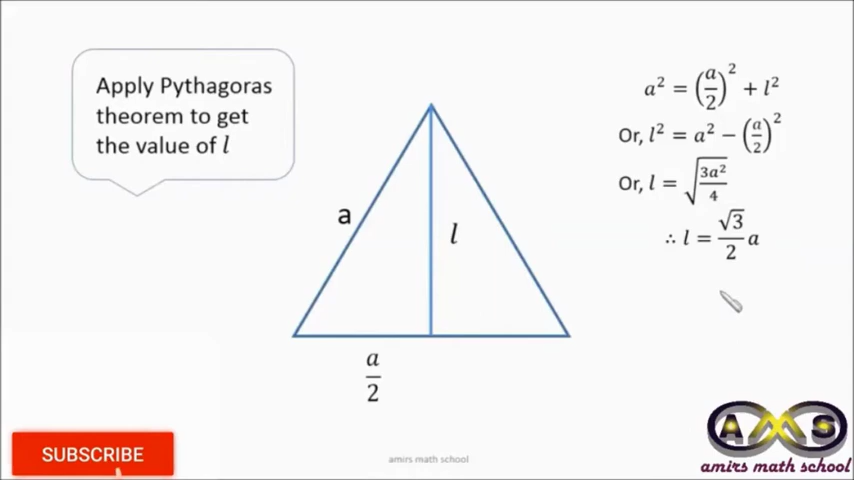 Apply Pythagoras
theorem to get
the value of l
a
l
a/2
a² = (a/2)² + l²
Or, l² = a² − (a/2)²
Or, l = √(3a²/4)
∴ l = √3/2 a
SUBSCRIBE
amirs math school
AMS
amirs math school